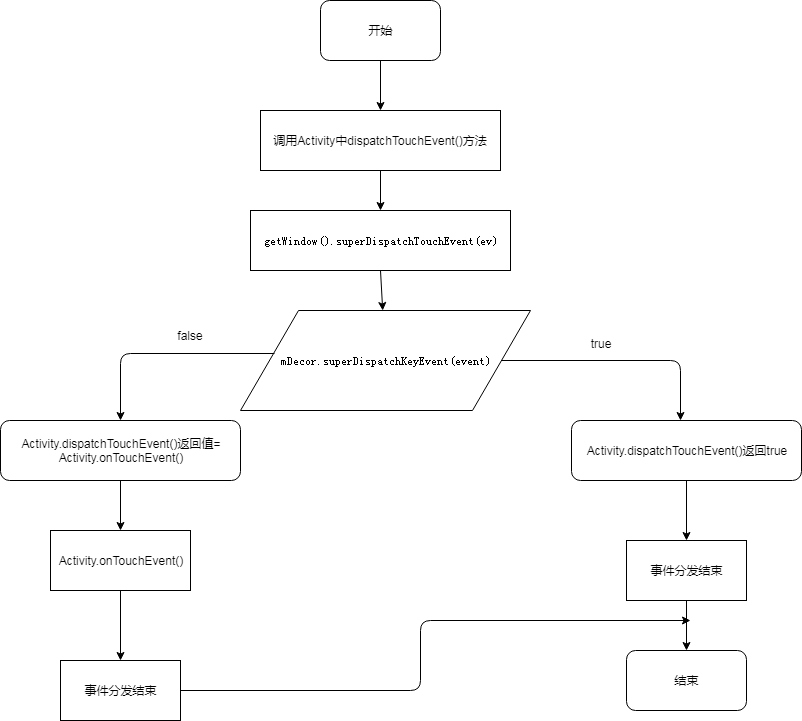 开始
调用Activity中dispatchTouchEvent()方法
getWindow().superDispatchTouchEvent(ev)
false
true
mDecor.superDispatchKeyEvent(event)
Activity.dispatchTouchEvent()返回值=
Activity.onTouchEvent()
Activity.dispatchTouchEvent()返回true
Activity.onTouchEvent()
事件分发结束
事件分发结束
结束